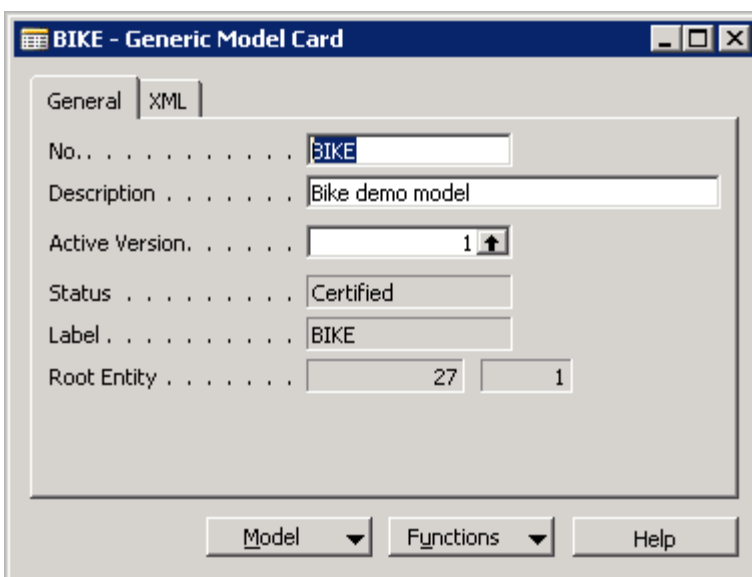 BIKE - Generic Model Card
General XML
No.. . . . . . . . . . . BIKE
Description . . . . . . . Bike demo model
Active Version. . . . . . 1
Status . . . . . . . . . Certified
Label . . . . . . . . . . BIKE
Root Entity . . . . . . . 27 1
Model Functions Help